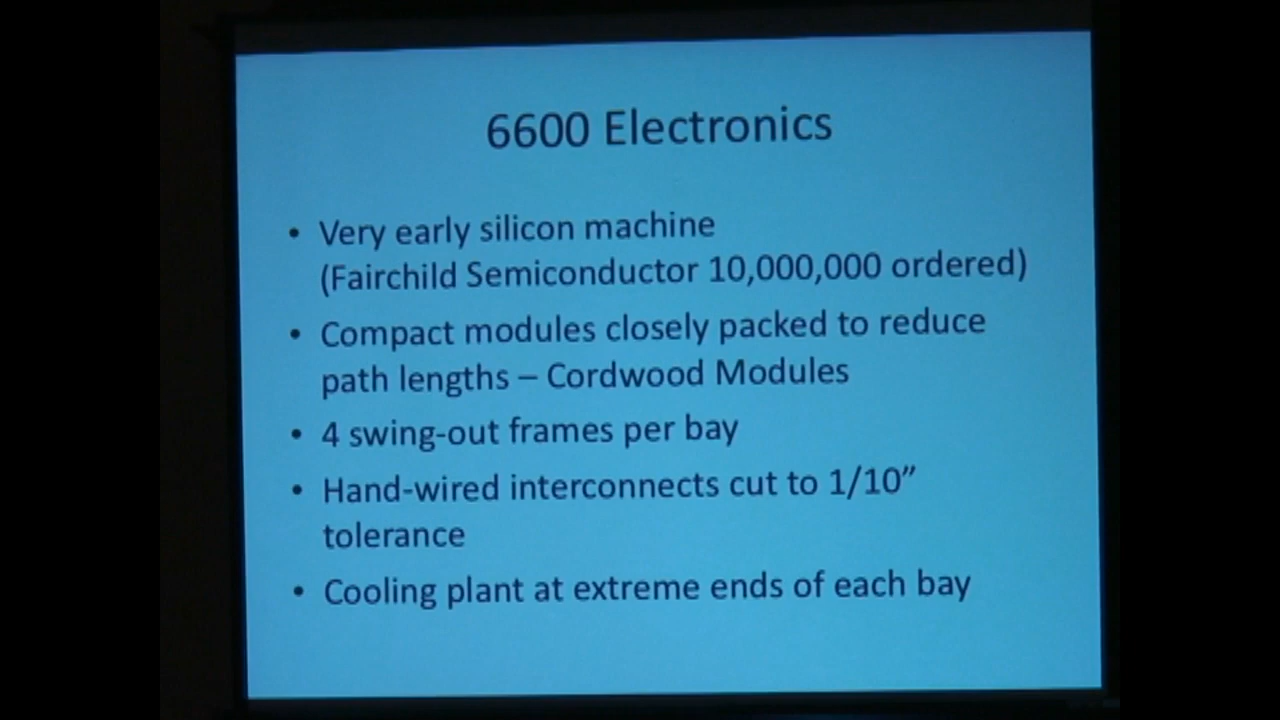 6600 Electronics
• Very early silicon machine
(Fairchild Semiconductor 10,000,000 ordered)
• Compact modules closely packed to reduce
path lengths – Cordwood Modules
• 4 swing-out frames per bay
• Hand-wired interconnects cut to 1/10”
tolerance
• Cooling plant at extreme ends of each bay